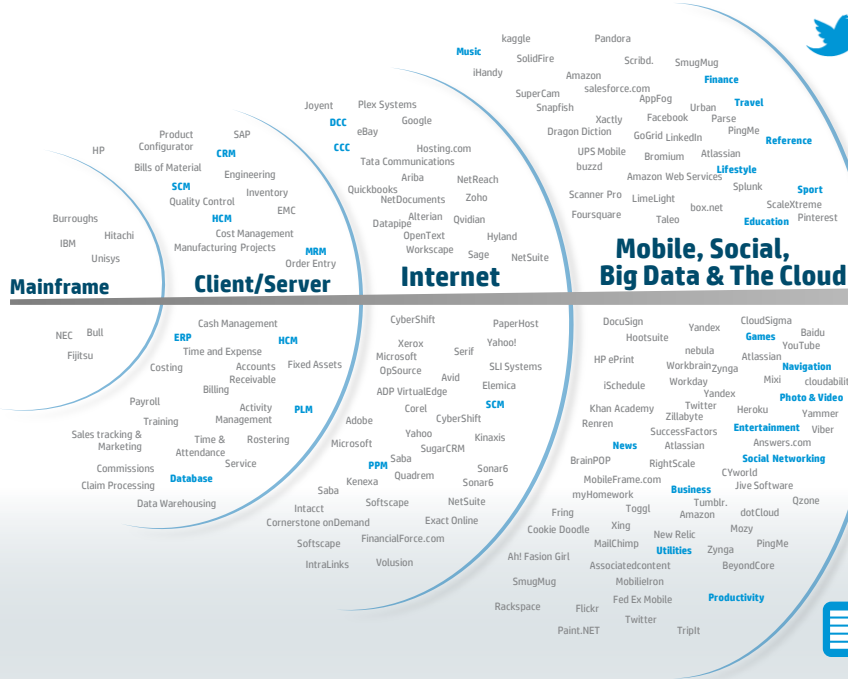 HP
Burroughs
IBM
Hitachi
Unisys
Mainframe
NEC
Bull
Fijitsu
Product
Configurator
SAP
CRM
Bills of Material
Engineering
SCM
Inventory
Quality Control
EMC
HCM
Cost Management
Manufacturing Projects
MRM
Order Entry
Client/Server
Cash Management
ERP
HCM
Time and Expense
Costing
Accounts
Receivable
Fixed Assets
Billing
Payroll
Activity
Management
PLM
Training
Sales tracking &
Marketing
Time &
Attendance
Rostering
Commissions
Service
Claim Processing
Database
Data Warehousing
Joyent
Plex Systems
DCC
Google
eBay
CCC
Hosting.com
Tata Communications
Ariba
NetReach
Quickbooks
NetDocuments
Zoho
Alterian
Qvidian
Datapipe
OpenText
Hyland
Workscape
Sage
NetSuite
Internet
CyberShift
PaperHost
Xerox
Yahoo!
Microsoft
Serif
OpSource
SLI Systems
Avid
Elemica
ADP VirtualEdge
SCM
Corel
Adobe
CyberShift
Yahoo
Kinaxis
Microsoft
SugarCRM
Saba
PPM
Sonar6
Quadrem
Kenexa
Sonar6
Saba
Softscape
NetSuite
Intacct
Cornerstone onDemand
Exact Online
FinancialForce.com
Softscape
IntraLinks
Volusion
kaggle
Pandora
Music
SolidFire
Scribd.
SmugMug
iHandy
Amazon
Finance
salesforce.com
SuperCam
AppFog
Snapfish
Urban
Travel
Xactly
Facebook
Parse
Dragon Diction
GoGrid
LinkedIn
PingMe
Reference
UPS Mobile
Bromium
Atlassian
buzzd
Amazon Web Services
Lifestyle
Splunk
Sport
Scanner Pro
LimeLight
box.net
ScaleXtreme
Foursquare
Taleo
Education
Pinterest
Mobile, Social,
Big Data & The Cloud
DocuSign
Yandex
CloudSigma
Hootsuite
Games
Baidu
nebula
YouTube
HP ePrint
Atlassian
Workbrain
Zynga
Navigation
iSchedule
Workday
Mixi
cloudabilit
Yandex
Photo & Video
Khan Academy
Twitter
Heroku
Yammer
Renren
Zillabyte
SuccessFactors
Entertainment
Viber
News
Atlassian
Answers.com
BrainPOP
RightScale
Social Networking
CYworld
MobileFrame.com
Jive Software
myHomework
Business
Qzone
Fring
Toggl
Tumblr.
Amazon
dotCloud
Cookie Doodle
Xing
New Relic
Mozy
MailChimp
Utilities
Zynga
PingMe
Ah! Fasion Girl
Associatedcontent
BeyondCore
SmugMug
MobilieIron
Rackspace
Fed Ex Mobile
Productivity
Flickr
Twitter
Paint.NET
TripIt